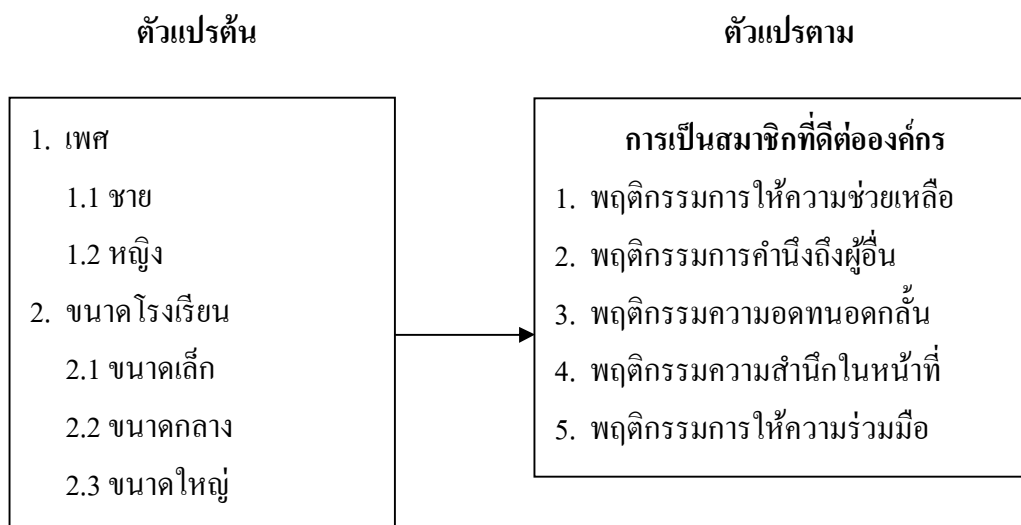 ตัวแปรต้น
ตัวแปรตาม
1. เพศ
1.1 ชาย
1.2 หญิง
2. ขนาดโรงเรียน
2.1 ขนาดเล็ก
2.2 ขนาดกลาง
2.3 ขนาดใหญ่
การเป็นสมาชิกที่ดีต่อองค์กร
1. พฤติกรรมการให้ความช่วยเหลือ
2. พฤติกรรมการคำนึงถึงผู้อื่น
3. พฤติกรรมความอดทนอดกลั้น
4. พฤติกรรมความสำนึกในหน้าที่
5. พฤติกรรมการให้ความร่วมมือ